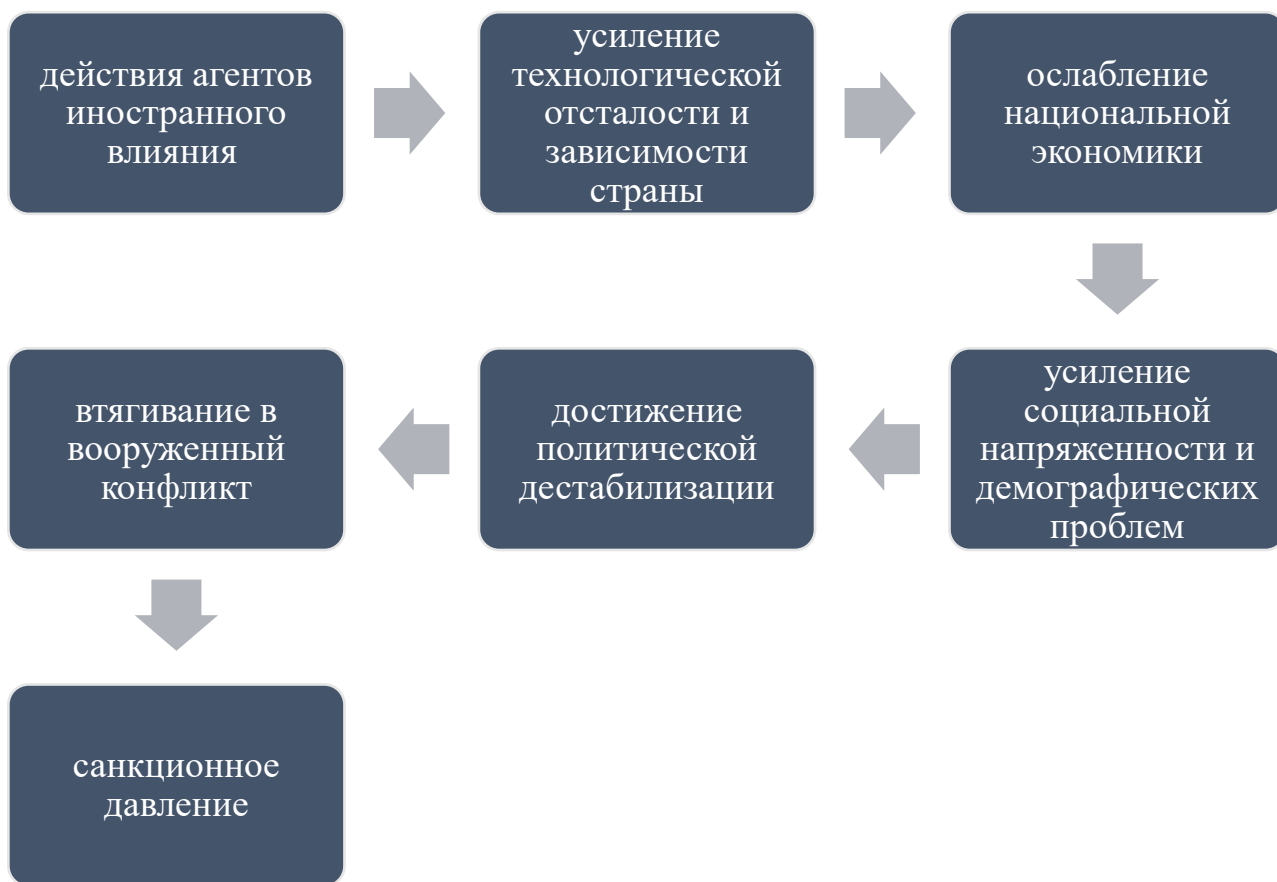 действия агентов
иностранного
влияния
усиление
технологической
отсталости и
зависимости
страны
ослабление
национальной
экономики
усиление
социальной
напряженности и
демографических
проблем
достижение
политической
дестабилизации
втягивание в
вооруженный
конфликт
санкционное
давление